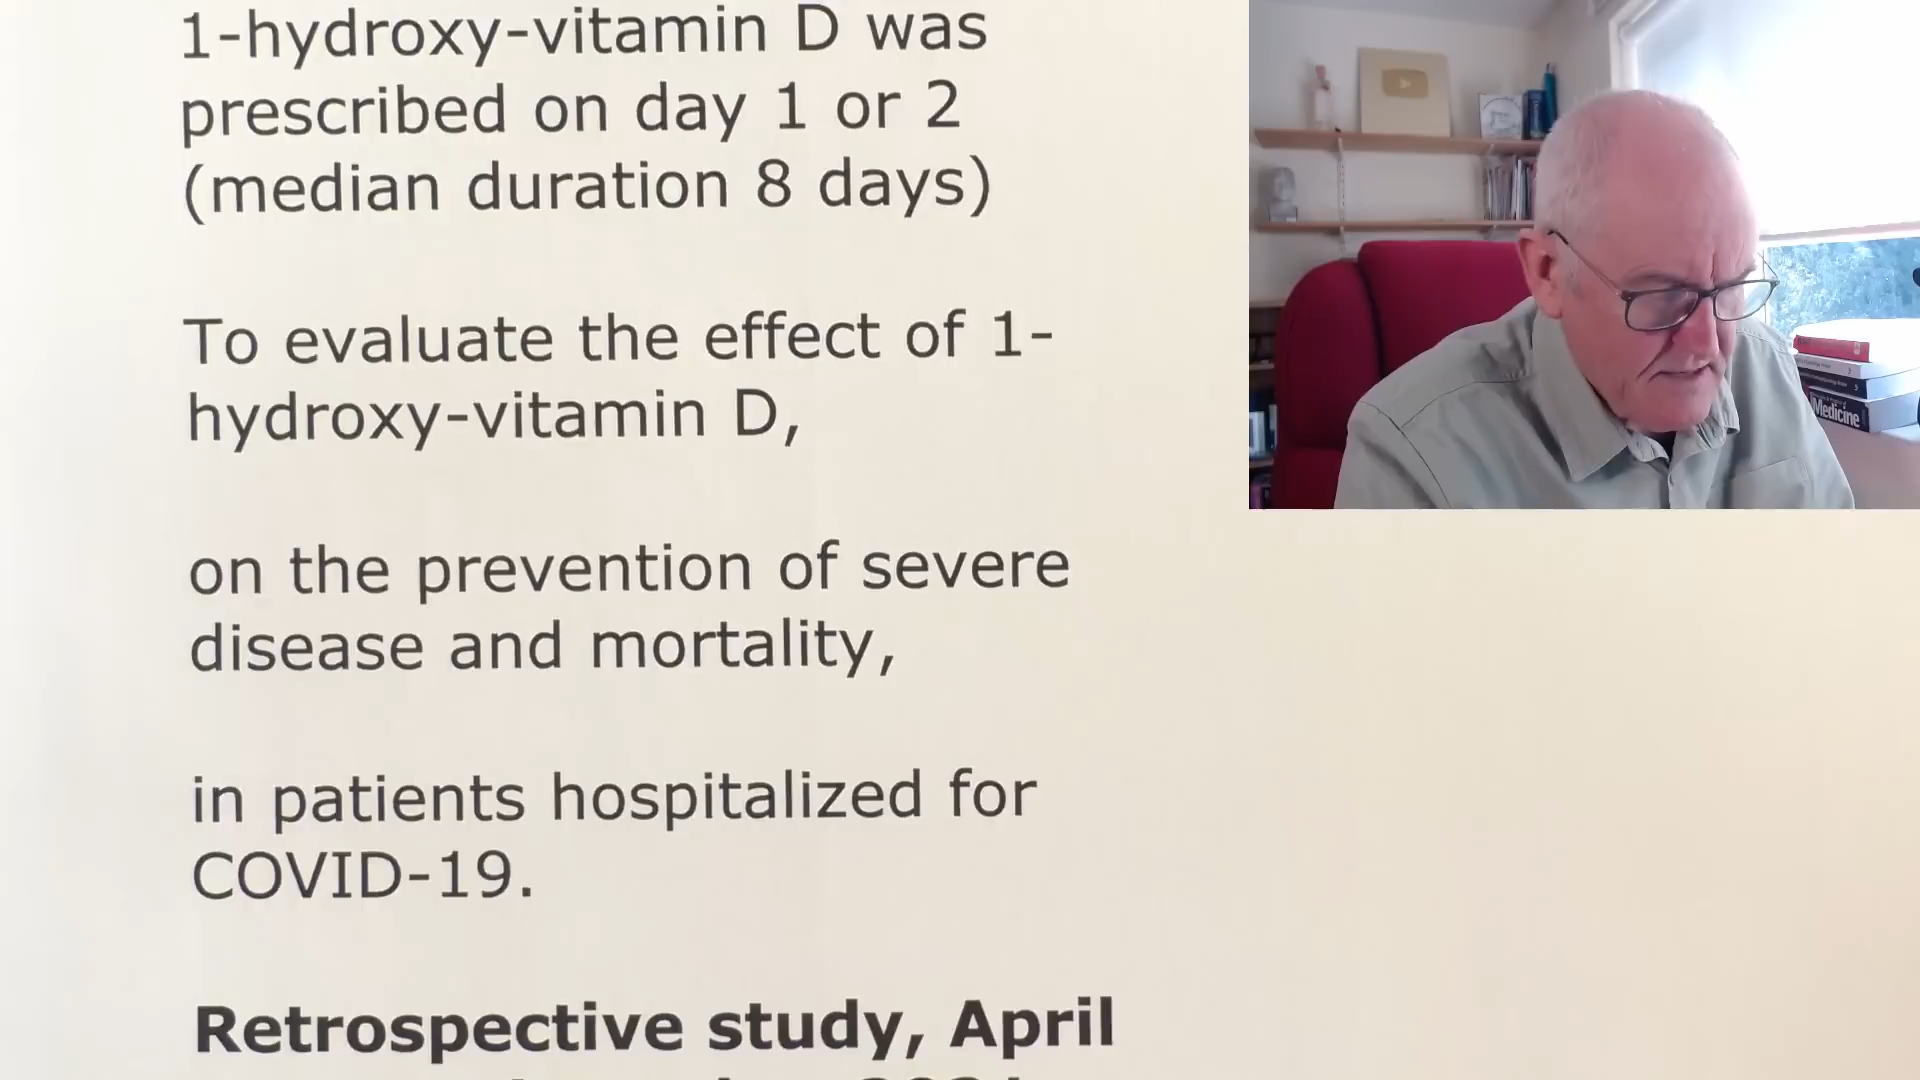 1-hydroxy-vitamin D was
prescribed on day 1 or 2
(median duration 8 days)
To evaluate the effect of 1-
hydroxy-vitamin D,
on the prevention of severe
disease and mortality,
in patients hospitalized for
COVID-19.
Retrospective study, April
Medicine